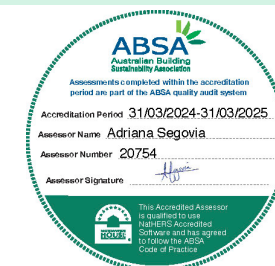 ABSA
Australian Building
Sustainability Association
Assessments completed within the accreditation
period are part of the ABSA quality audit system
Accreditation Period 31/03/2024-31/03/2025
Assessor Name Adriana Segovia
Assessor Number 20754
Assessor Signature
This Accredited Assessor
is qualified to use
NatHERS Accredited
Software and has agreed
to follow the ABSA
Code of Practice
HOUSE